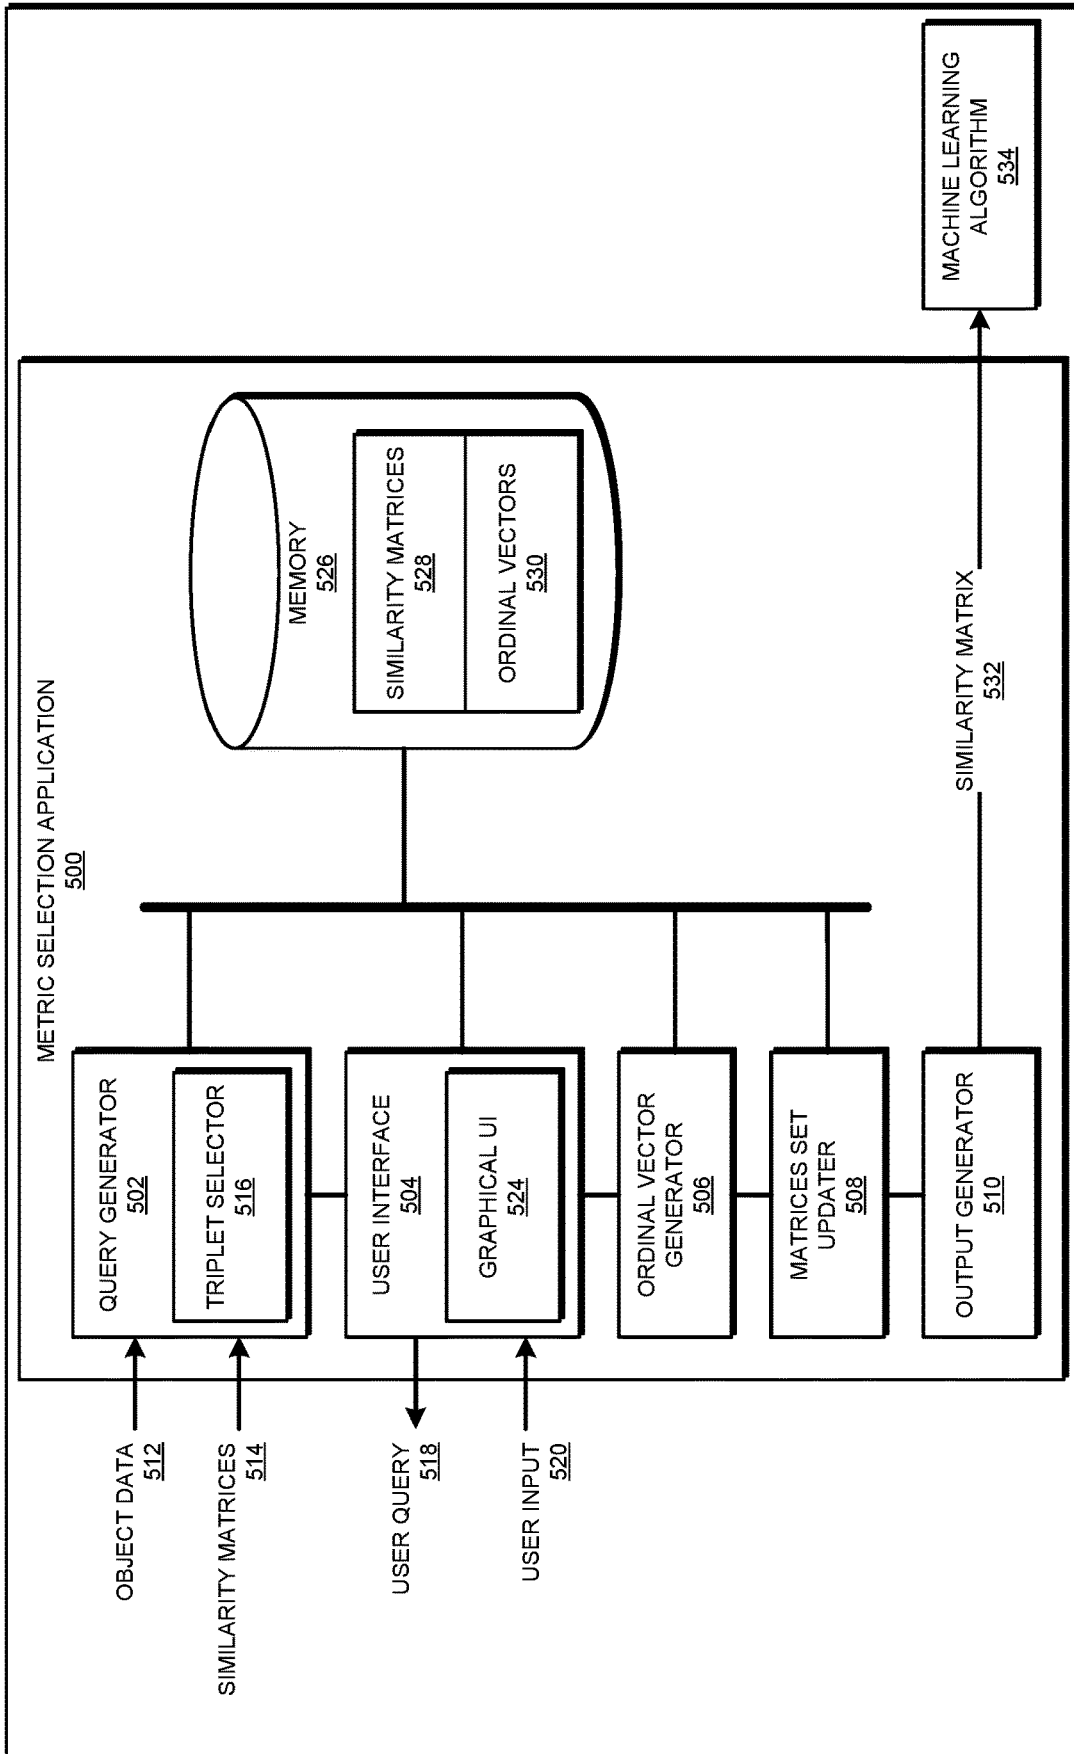 METRIC SELECTION APPLICATION
500
OBJECT DATA
512
SIMILARITY MATRICES
514
QUERY GENERATOR
502
TRIPLET SELECTOR
516
USER QUERY
518
USER INPUT
520
USER INTERFACE
504
GRAPHICAL UI
524
ORDINAL VECTOR
GENERATOR
506
MATRICES SET
UPDATER
508
OUTPUT GENERATOR
510
MEMORY
526
SIMILARITY MATRICES
528
ORDINAL VECTORS
530
SIMILARITY MATRIX
532
MACHINE LEARNING
ALGORITHM
534